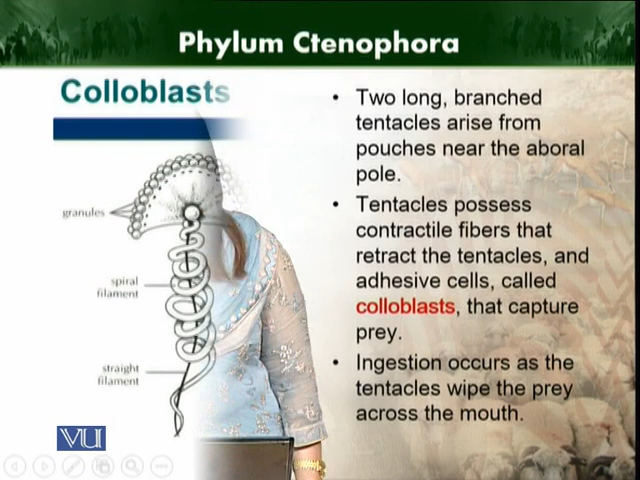 Phylum Ctenophora
Colloblasts
granules
spiral
filament
straight
filament
• Two long, branched
tentacles arise from
pouches near the aboral
pole.
• Tentacles possess
contractile fibers that
retract the tentacles, and
adhesive cells, called
colloblasts, that capture
prey.
• Ingestion occurs as the
tentacles wipe the prey
across the mouth.
VU